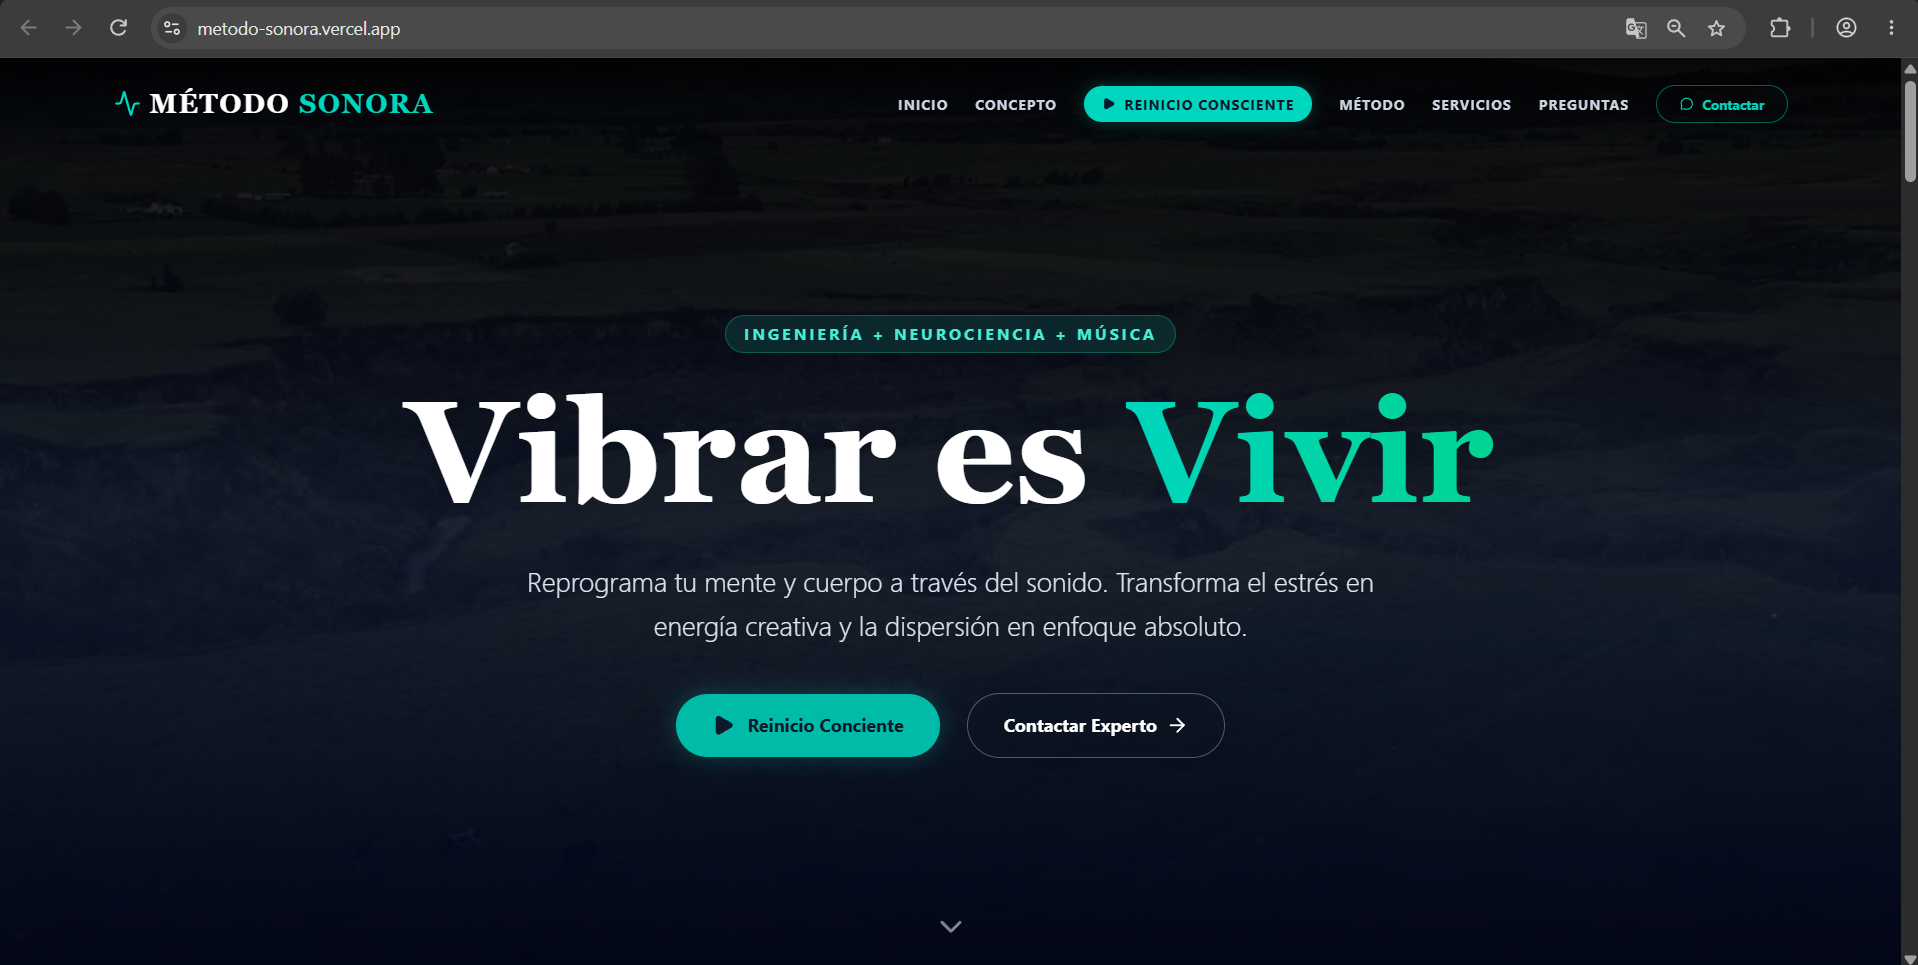 metodo-sonora.vercel.app
MÉTODO SONORA
INICIO
CONCEPTO
REINICIO CONSCIENTE
MÉTODO
SERVICIOS
PREGUNTAS
Contactar
INGENIERÍA + NEUROCIENCIA + MÚSICA
Vibrar es Vivir
Reprograma tu mente y cuerpo a través del sonido. Transforma el estrés en
energía creativa y la dispersión en enfoque absoluto.
Reinicio Conciente
Contactar Experto